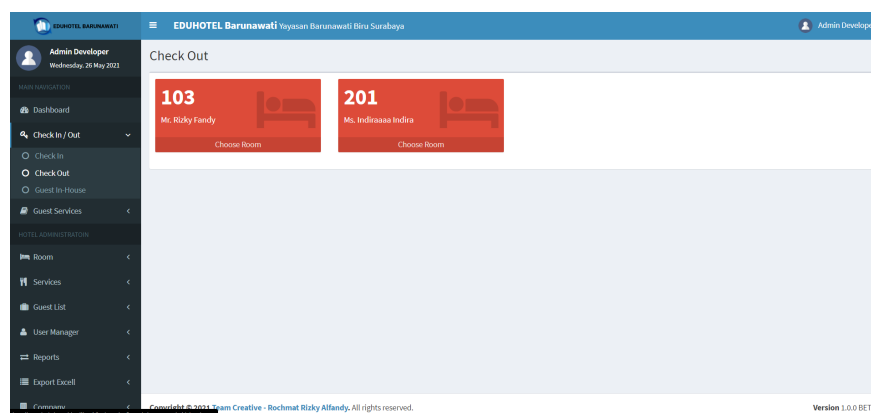 EDUHOTEL BARUNAWATI
EDUHOTEL Barunawati Yayasan Barunawati Biru Surabaya
Admin Develope
Admin Developer
Wednesday, 26 May 2021
MAIN NAVIGATION
Dashboard
Check In / Out
Check In
Check Out
Guest In-House
Guest Services
HOTEL ADMINISTRATOIN
Room
Services
Guest List
User Manager
Reports
Export Excell
Company
Check Out
103
Mr. Rizky Fandy
Choose Room
201
Ms. Indiraaaa Indira
Choose Room
Copyright © 2021 Team Creative - Rochmat Rizky Alfandy. All rights reserved.
Version 1.0.0 BET